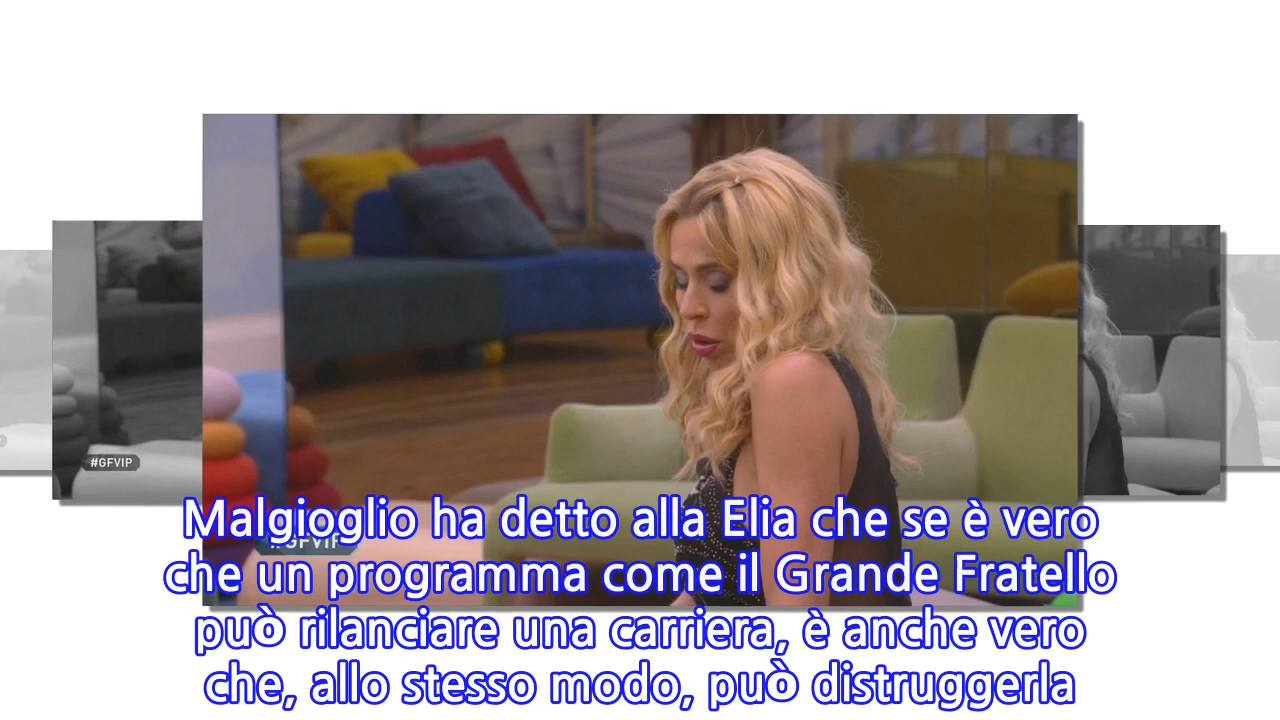 #GFVIP
Malgioglio ha detto alla Elia che se è vero
#GFVIP
che un programma come il Grande Fratello
può rilanciare una carriera, è anche vero
che, allo stesso modo, può distruggerla